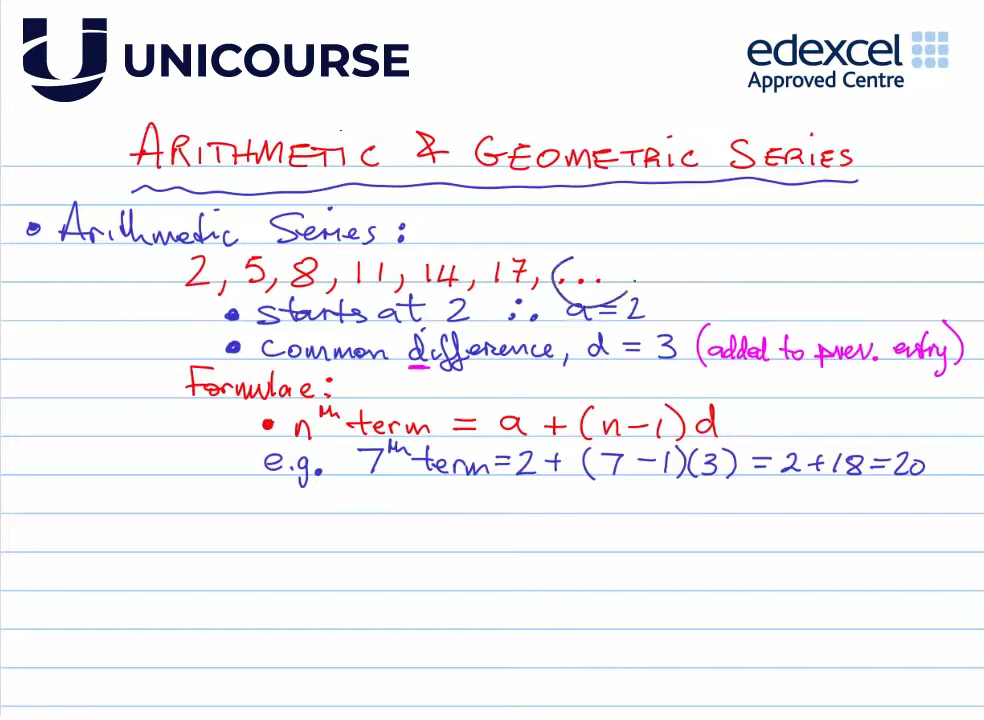 UNICOURSE
edexcel
Approved Centre
ARITHMETIC & GEOMETRIC SERIES
• Arithmetic Series:
2, 5, 8, 11, 14, 17, ...
• starts at 2 ∴ a = 2
• common difference, d = 3 (added to prev. entry)
Formulae:
• nth term = a + (n-1)d
e.g. 7th term = 2 + (7-1)(3) = 2+18 = 20